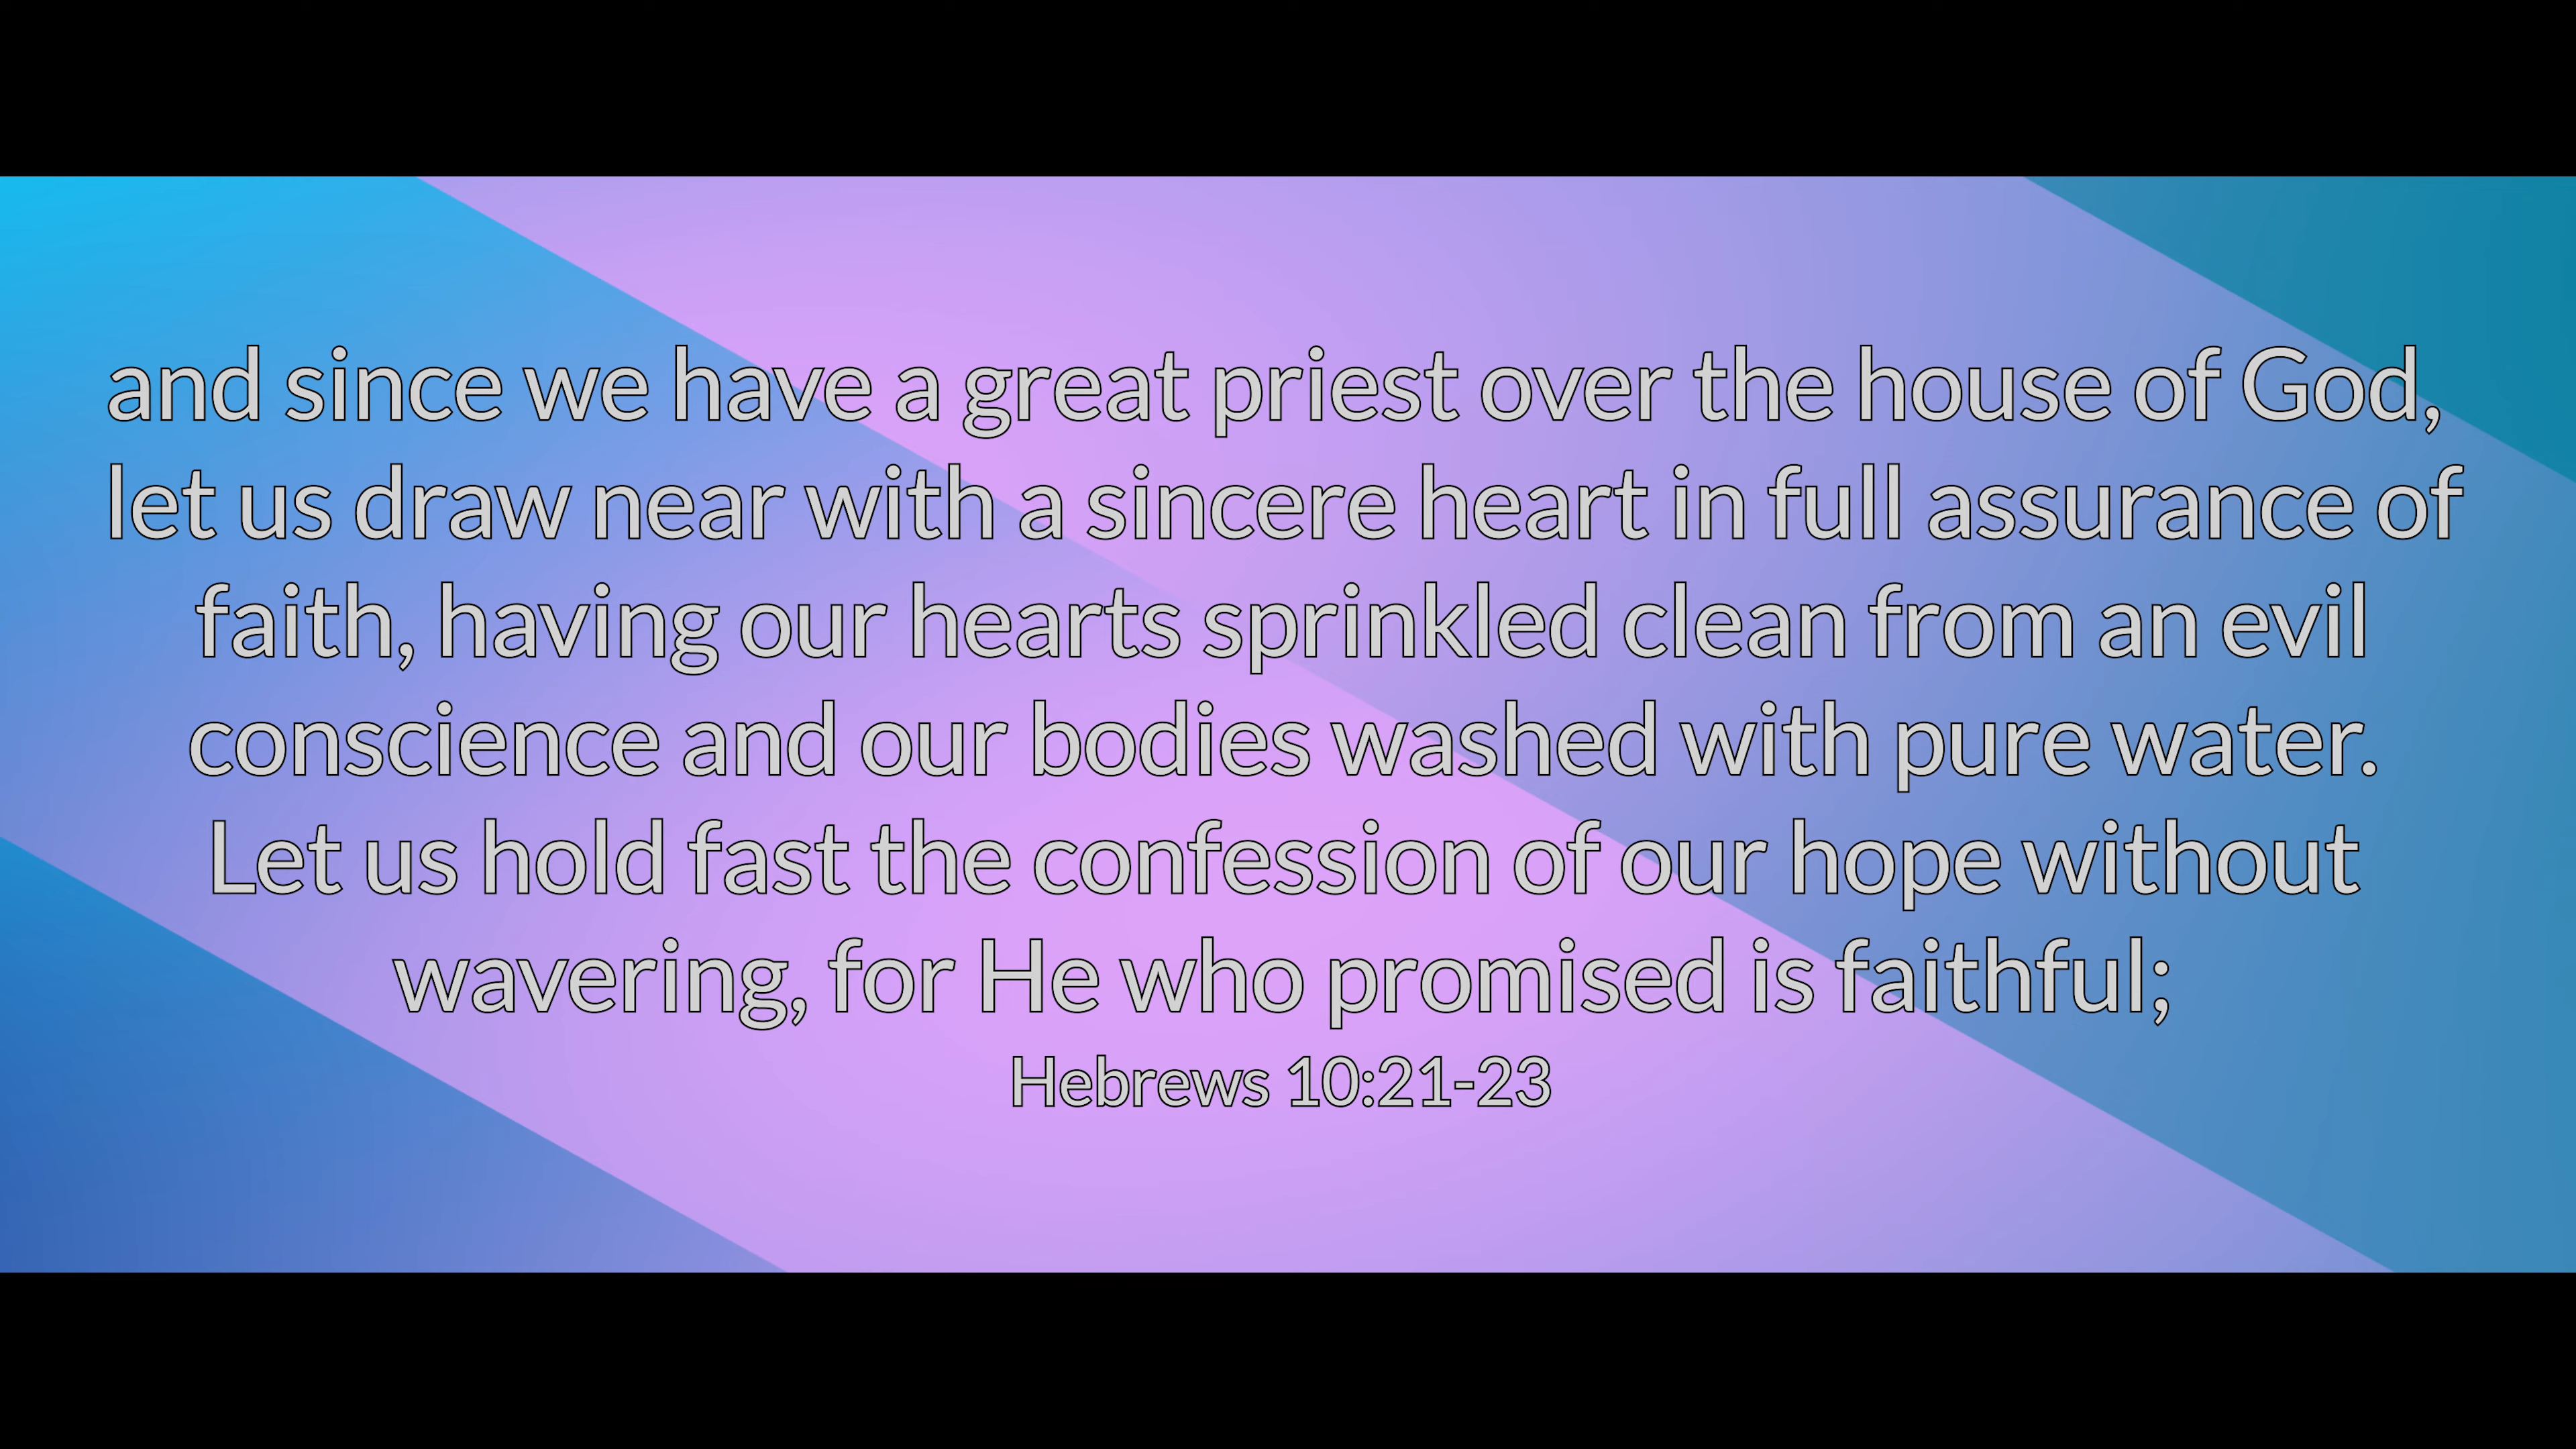 and since we have a great priest over the house of God,
let us draw near with a sincere heart in full assurance of
faith, having our hearts sprinkled clean from an evil
conscience and our bodies washed with pure water.
Let us hold fast the confession of our hope without
wavering, for He who promised is faithful;
Hebrews 10:21-23